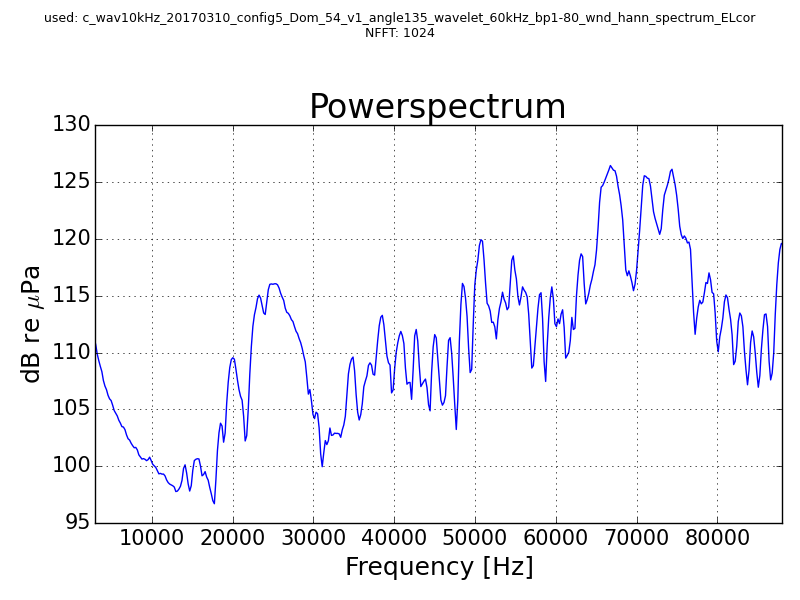 used: c_wav10kHz_20170310_config5_Dom_54_v1_angle135_wavelet_60kHz_bp1-80_wnd_hann_spectrum_ELcor
NFFT: 1024
Powerspectrum
130
125
120
115
110
105
100
95
dB re μPa
10000 20000 30000 40000 50000 60000 70000 80000
Frequency [Hz]